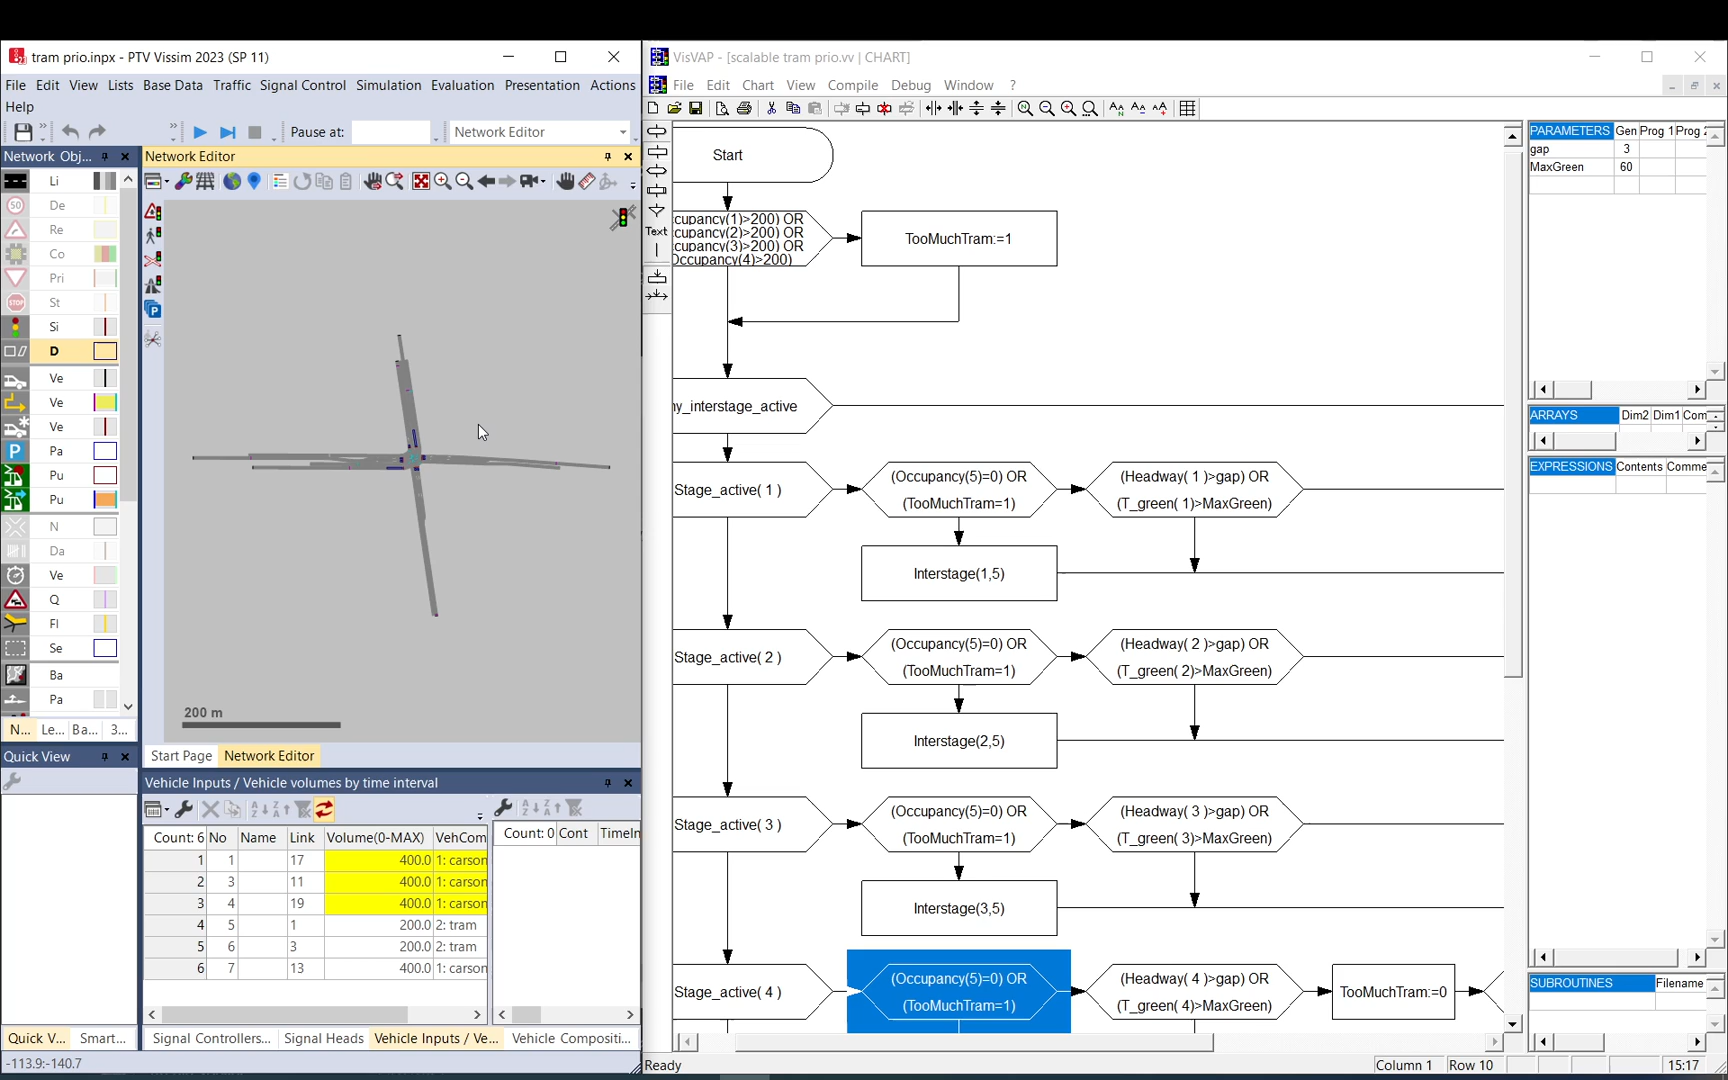 tram prio.inpx - PTV Vissim 2023 (SP 11)
File Edit View Lists Base Data Traffic Signal Control Simulation Evaluation Presentation Actions
Help
Pause at: Network Editor
Network Obj...
Li
De
Re
Co
Pri
St
Si
D
Ve
Ve
Ve
Pa
Pu
Pu
N
Da
Ve
Q
Fl
Se
Ba
Pa
N... Le... Ba... 3...
Quick View
Quick V... Smart...
-113.9:-140.7
Network Editor
200 m
Start Page Network Editor
Vehicle Inputs / Vehicle volumes by time interval
Count: 6 No Name Link Volume(0-MAX) VehCom
1 1 17 400.0 1: carson
2 3 11 400.0 1: carson
3 4 19 400.0 1: carson
4 5 1 200.0 2: tram
5 6 3 200.0 2: tram
6 7 13 400.0 1: carson
Count: 0 Cont TimeIn
Signal Controllers... Signal Heads Vehicle Inputs / Ve... Vehicle Compositi...
VisVAP - [scalable tram prio.vv | CHART]
File Edit Chart View Compile Debug Window ?
Text
Start
ccupancy(1)>200) OR
cupancy(2)>200) OR
cupancy(3)>200) OR
Occupancy(4)>200)
TooMuchTram:=1
ny_interstage_active
Stage_active( 1 )
(Occupancy(5)=0) OR
(TooMuchTram=1)
(Headway( 1 )>gap) OR
(T_green( 1)>MaxGreen)
Interstage(1,5)
Stage_active( 2 )
(Occupancy(5)=0) OR
(TooMuchTram=1)
(Headway( 2 )>gap) OR
(T_green( 2)>MaxGreen)
Interstage(2,5)
Stage_active( 3 )
(Occupancy(5)=0) OR
(TooMuchTram=1)
(Headway( 3 )>gap) OR
(T_green( 3)>MaxGreen)
Interstage(3,5)
Stage_active( 4 )
(Occupancy(5)=0) OR
(TooMuchTram=1)
(Headway( 4 )>gap) OR
(T_green( 4)>MaxGreen)
TooMuchTram:=0
PARAMETERS Gen Prog 1 Prog 2
gap 3
MaxGreen 60
ARRAYS Dim2 Dim1 Com
EXPRESSIONS Contents Comme
SUBROUTINES Filename
Ready Column 1 Row 10 15:17